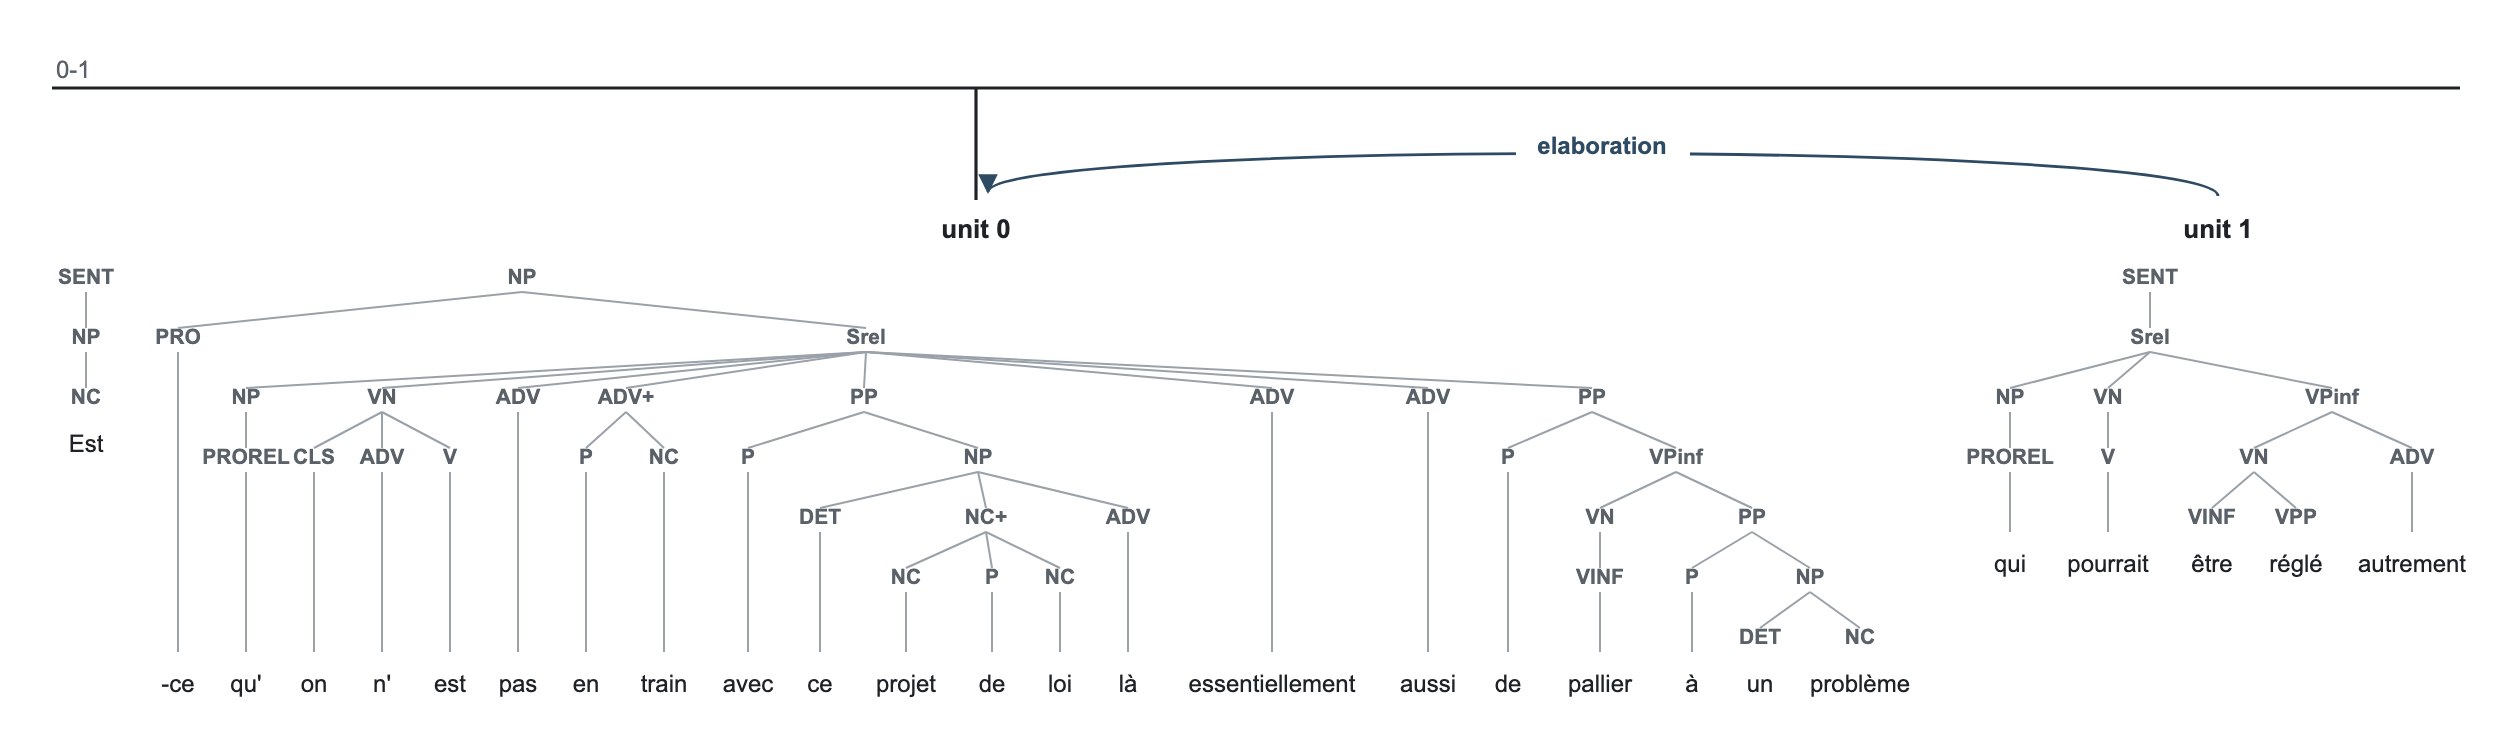 0-1
elaboration
unit 0 unit 1
SENT NP SENT
NP PRO Srel Srel
NC NP VN ADV ADV+ PP ADV ADV PP NP VN VPinf
Est
PROREL CLS ADV V P NC P NP P VPinf PROREL V VN ADV
DET NC+ ADV VN PP VINF VPP
qui pourrait être réglé autrement
NC P NC VINF P NP
DET NC
-ce qu' on n' est pas en train avec ce projet de loi là essentiellement aussi de pallier à un problème